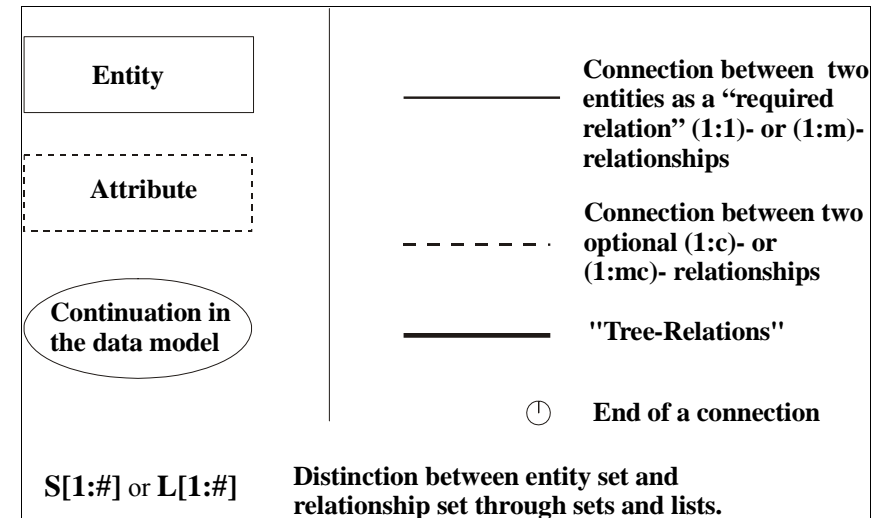 Entity
Attribute
Continuation in
the data model
Connection between two
entities as a “required
relation” (1:1)- or (1:m)-
relationships
Connection between two
optional (1:c)- or
(1:mc)- relationships
"Tree-Relations"
End of a connection
S[1:#] or L[1:#]
Distinction between entity set and
relationship set through sets and lists.